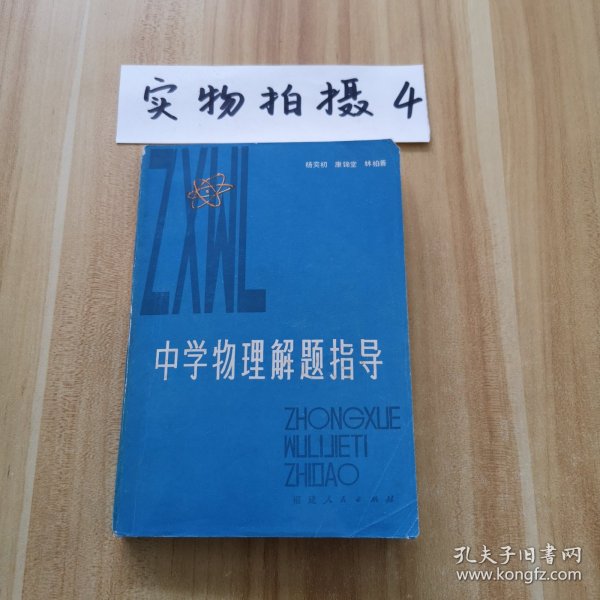 实物拍摄4
ZXWL
杨奕初 康锦堂 林柏蕃
中学物理解题指导
ZHONGXUE
WULIJIETI
ZHIDAO
福建人民出版社
孔夫子旧书网
www.kongfz.com